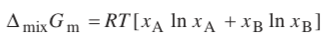 Δ_mix G_m = RT[x_A ln x_A + x_B ln x_B]